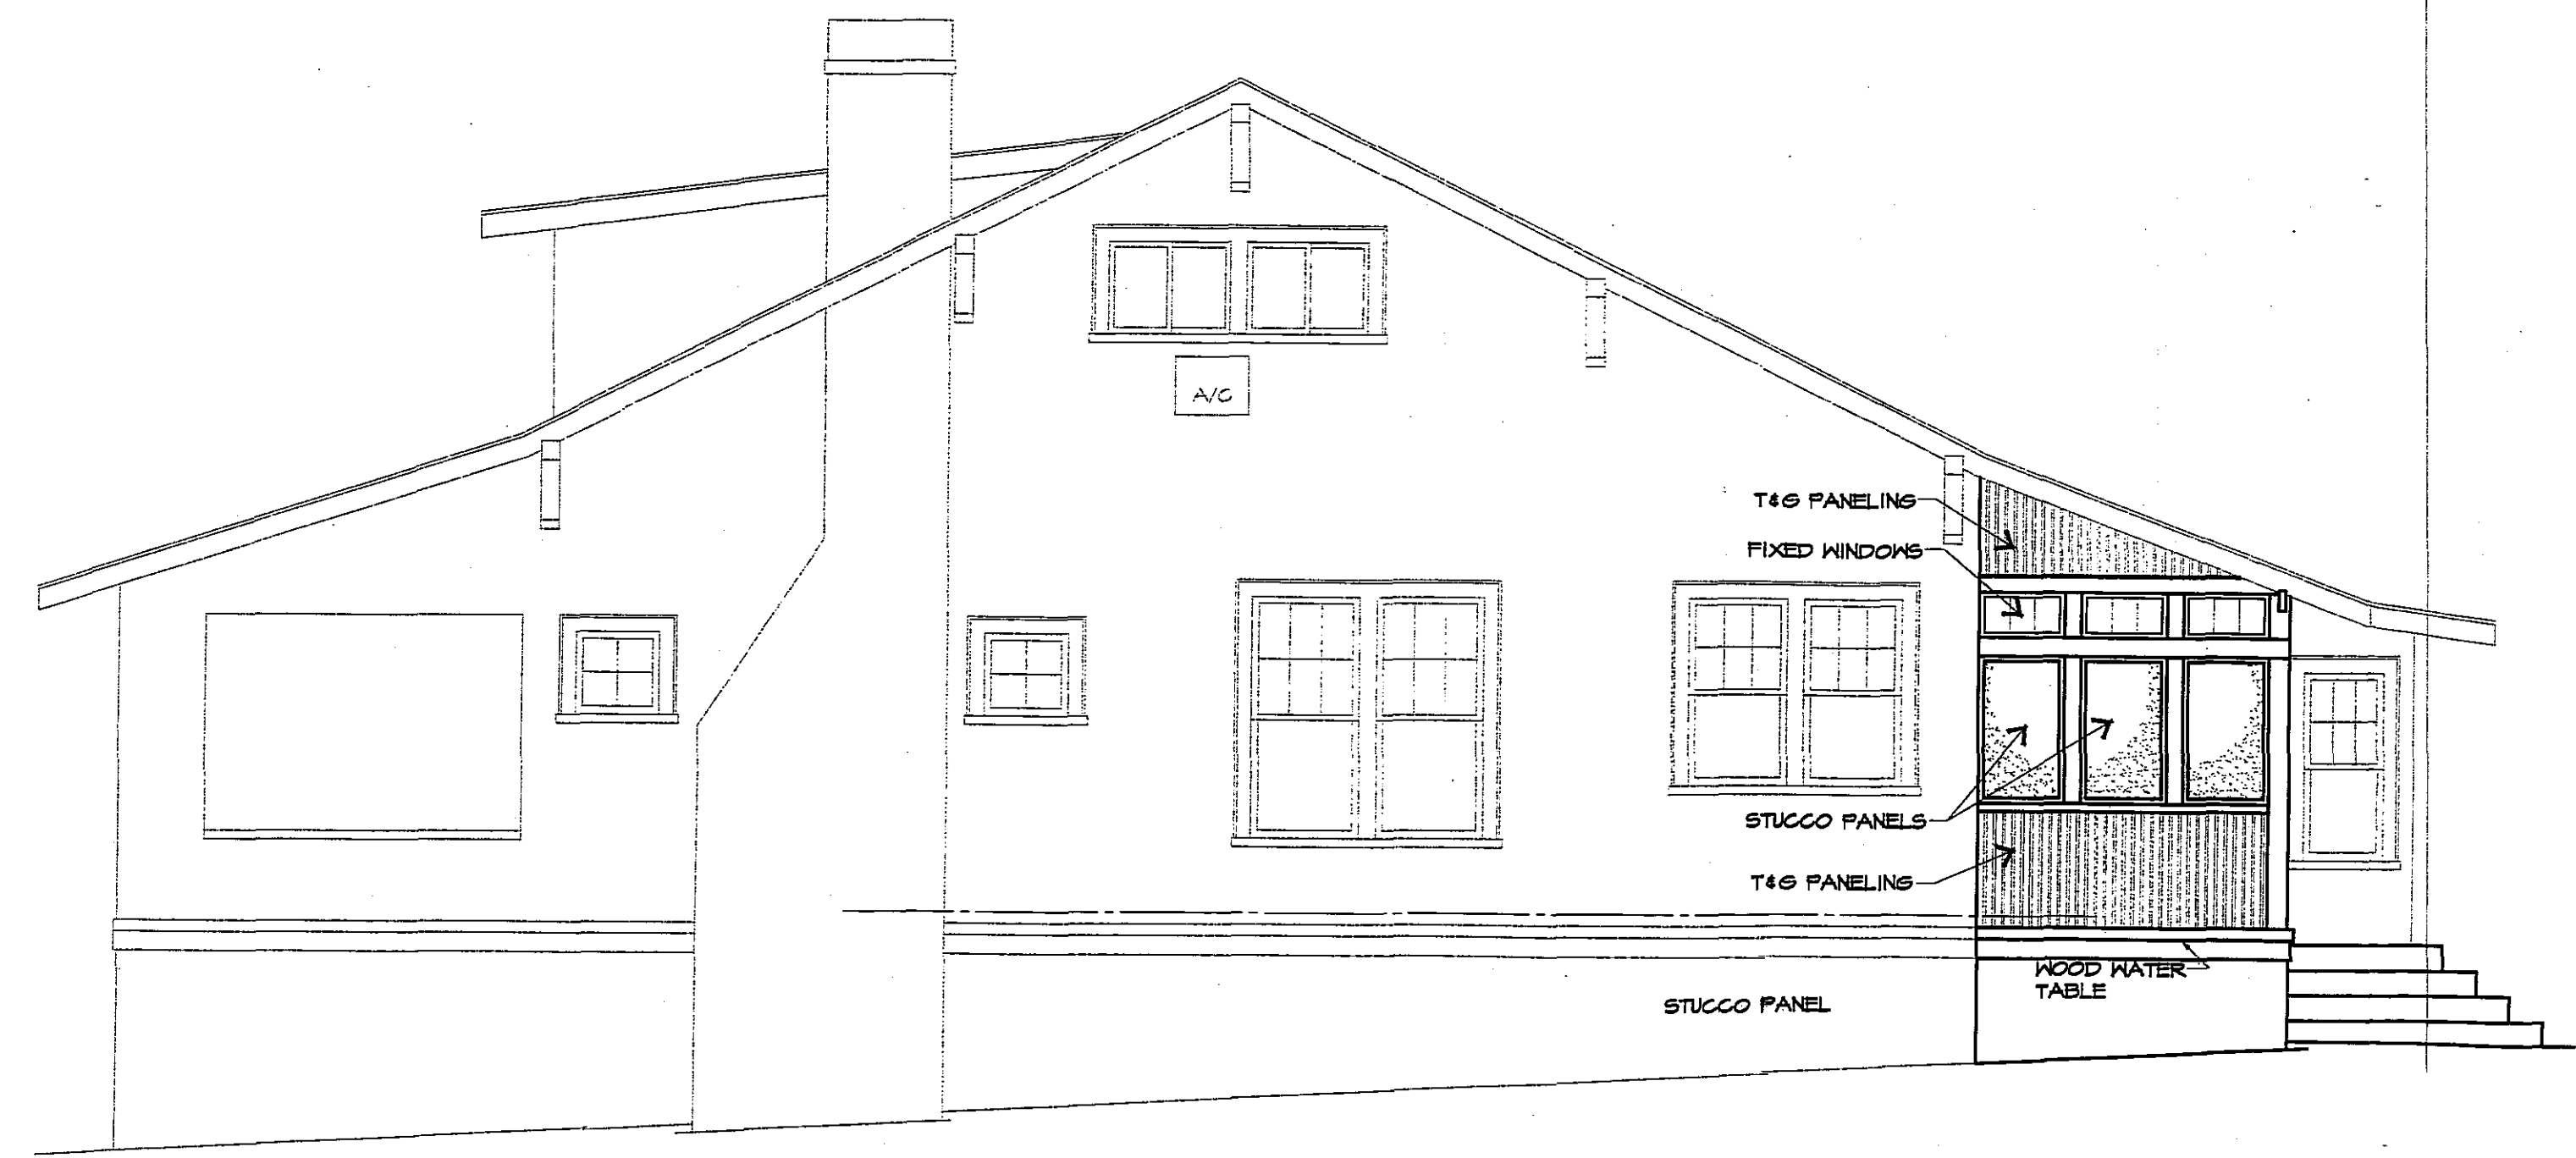 A/C
T&G PANELING
FIXED WINDOWS
STUCCO PANELS
T&G PANELING
WOOD WATER
TABLE
STUCCO PANEL